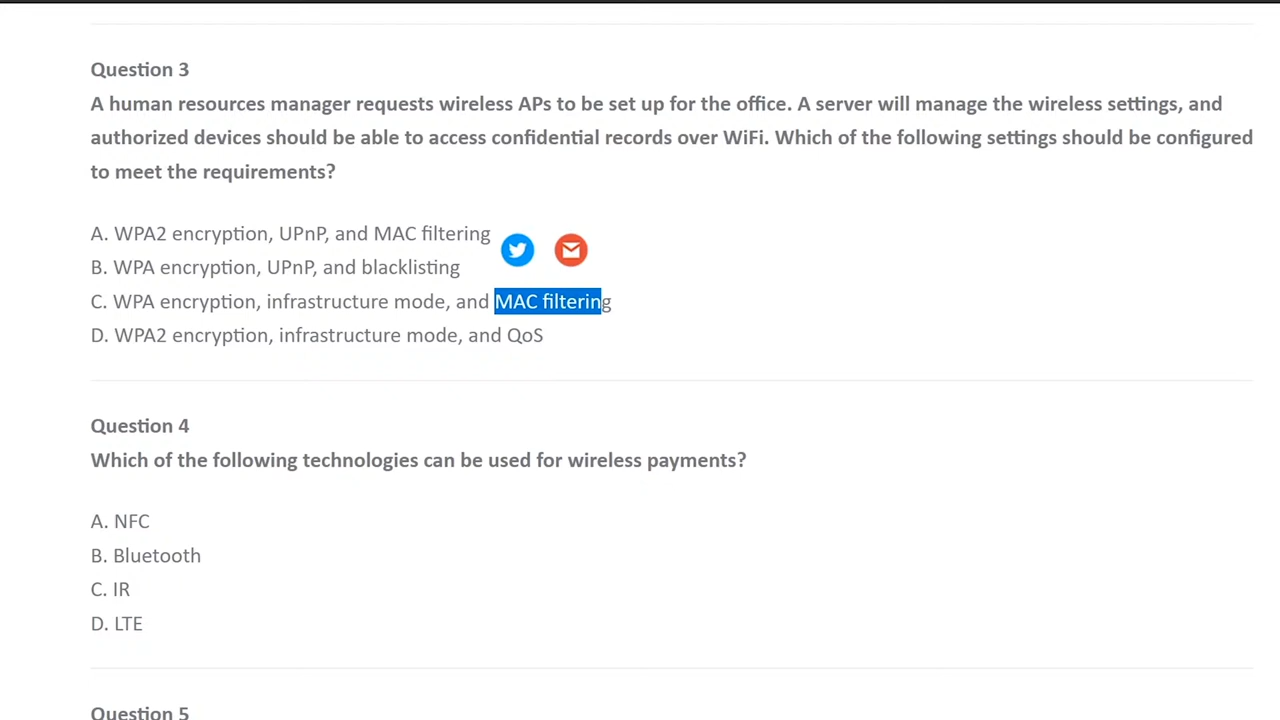 Question 3
A human resources manager requests wireless APs to be set up for the office. A server will manage the wireless settings, and
authorized devices should be able to access confidential records over WiFi. Which of the following settings should be configured
to meet the requirements?
A. WPA2 encryption, UPnP, and MAC filtering
B. WPA encryption, UPnP, and blacklisting
C. WPA encryption, infrastructure mode, and MAC filtering
D. WPA2 encryption, infrastructure mode, and QoS
Question 4
Which of the following technologies can be used for wireless payments?
A. NFC
B. Bluetooth
C. IR
D. LTE
Question 5